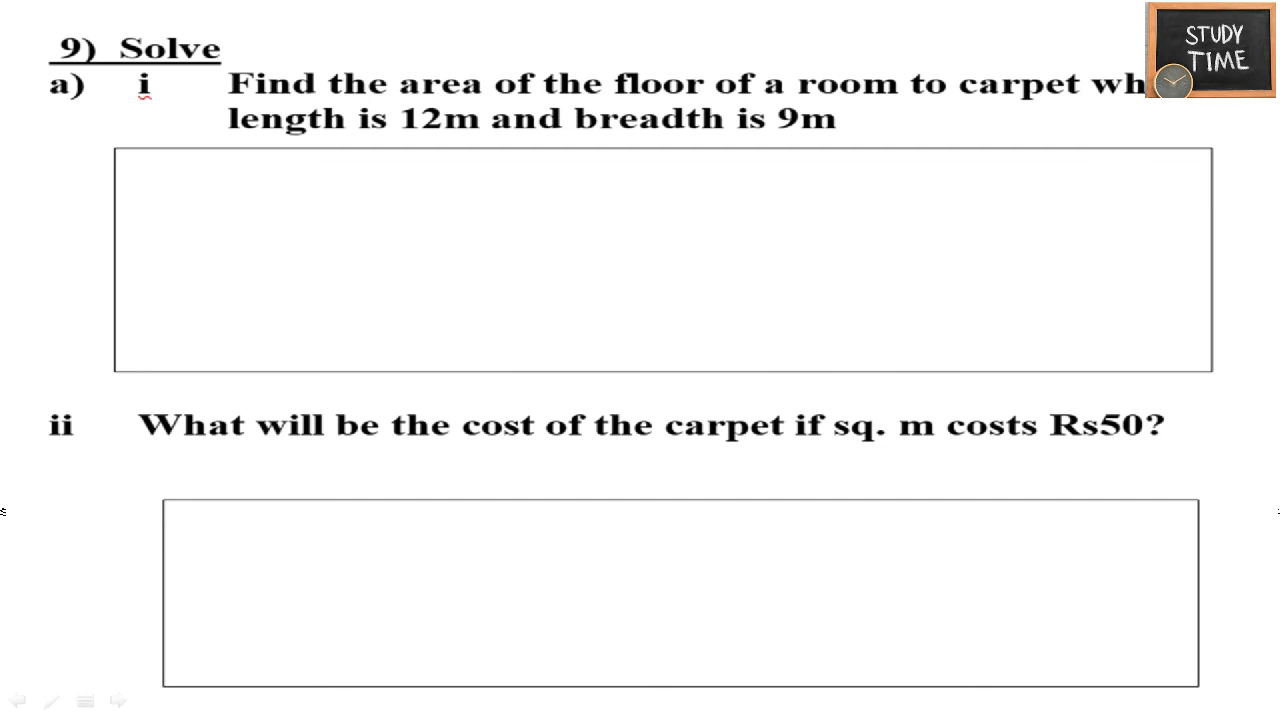 9) Solve
a) i Find the area of the floor of a room to carpet
length is 12m and breadth is 9m
ii What will be the cost of the carpet if sq. m costs Rs50?
STUDY
TIME